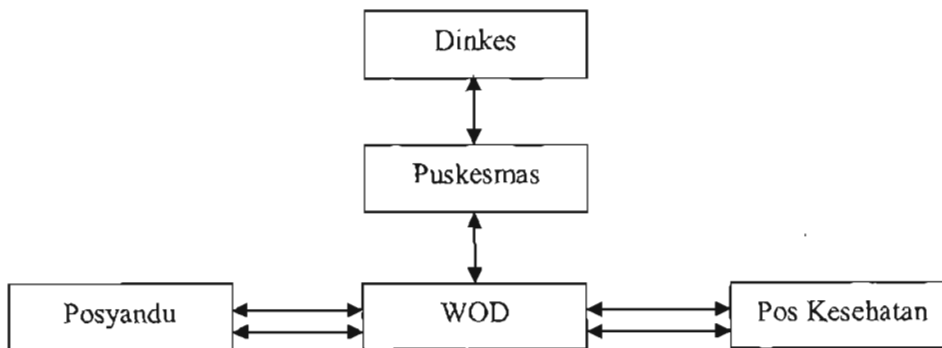 Dinkes
Puskesmas
Posyandu
WOD
Pos Kesehatan